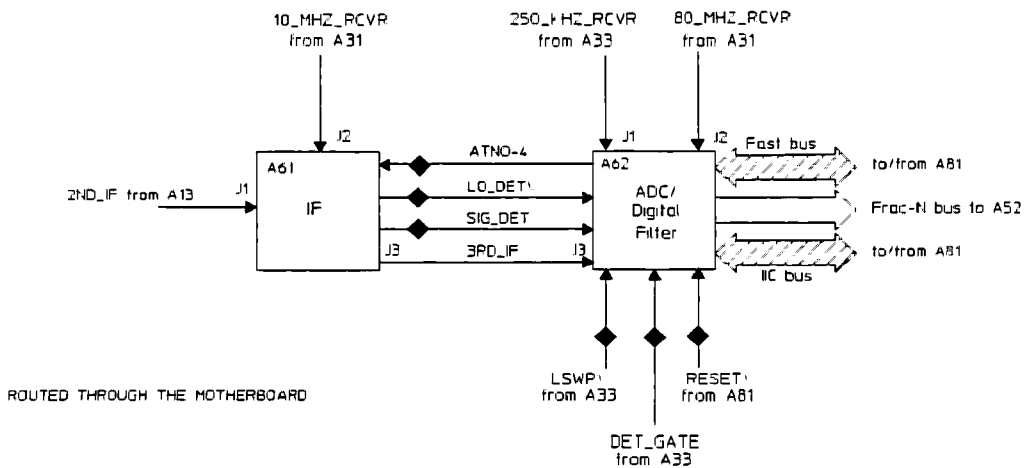 10_MHZ_RCVR
from A31
250_kHZ_RCVR
from A33
80_MHZ_RCVR
from A31
J2
J1
J2
A61
IF
ATN0-4
A62
ADC/
Digital
Filter
Fast bus
to/from A81
2ND_IF from A13
J1
LO_DET\
Frac-N bus to A52
SIG_DET
J3
3RD_IF
J3
to/from A81
IIC bus
LSWP\
from A33
RESET\
from A81
ROUTED THROUGH THE MOTHERBOARD
DET_GATE
from A33